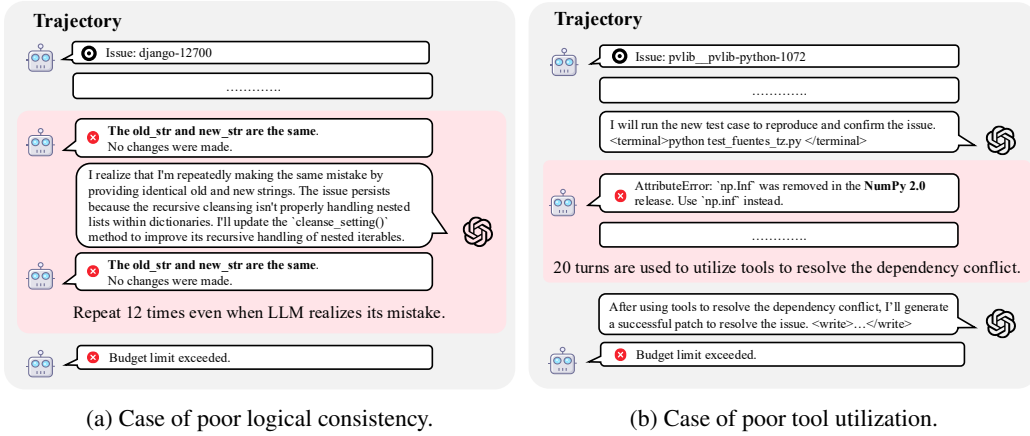 Trajectory
Issue: django-12700
.............
The old_str and new_str are the same.
No changes were made.
I realize that I'm repeatedly making the same mistake by
providing identical old and new strings. The issue persists
because the recursive cleansing isn't properly handling nested
lists within dictionaries. I'll update the `cleanse_setting()`
method to improve its recursive handling of nested iterables.
The old_str and new_str are the same.
No changes were made.
Repeat 12 times even when LLM realizes its mistake.
Budget limit exceeded.
(a) Case of poor logical consistency.
Trajectory
Issue: pvlib__pvlib-python-1072
.............
I will run the new test case to reproduce and confirm the issue.
<terminal>python test_fuentes_tz.py </terminal>
AttributeError: `np.Inf` was removed in the NumPy 2.0
release. Use `np.inf` instead.
.............
20 turns are used to utilize tools to resolve the dependency conflict.
After using tools to resolve the dependency conflict, I'll generate
a successful patch to resolve the issue. <write>...</write>
Budget limit exceeded.
(b) Case of poor tool utilization.